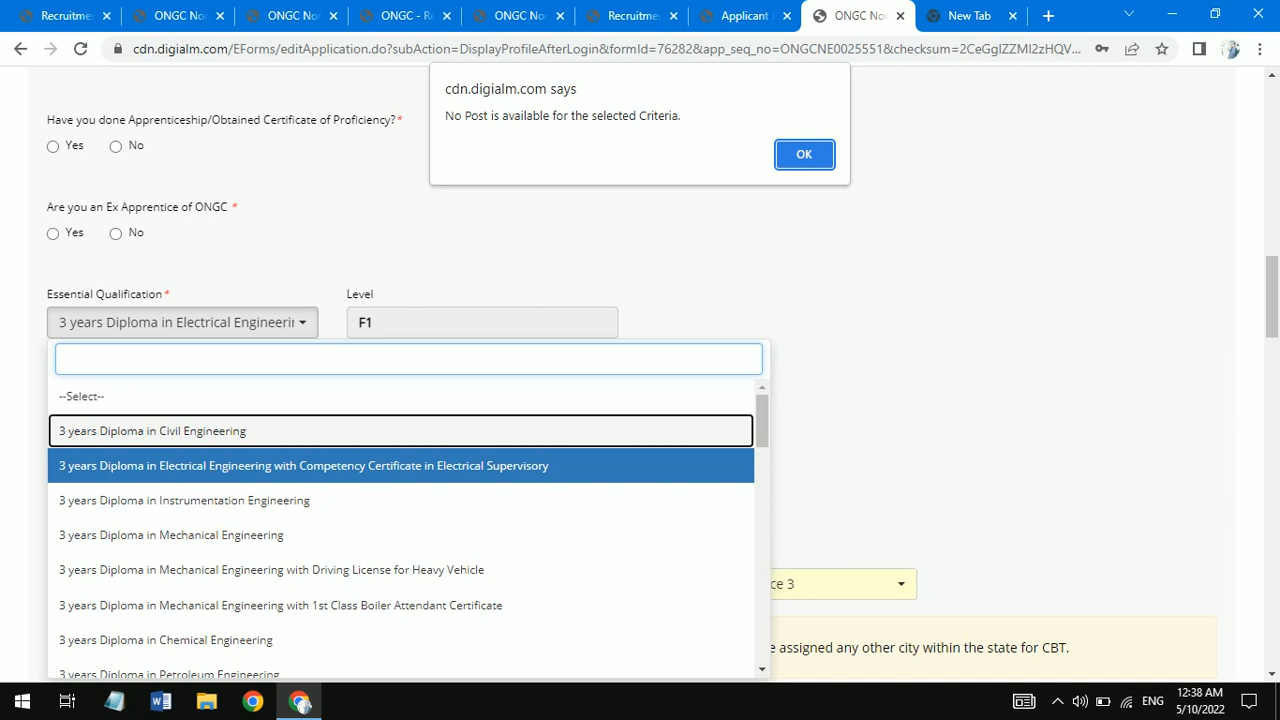 Recruitmer
ONGC No
ONGC No
ONGC - Re
ONGC No
Recruitme
Applicant
ONGC No
New Tab
cdn.digialm.com/EForms/editApplication.do?subAction=DisplayProfileAfterLogin&formId=76282&app_seq_no=ONGCNE0025551&checksum=2CeGgIZZMI2zHQV...
cdn.digialm.com says
No Post is available for the selected Criteria.
OK
Have you done Apprenticeship/Obtained Certificate of Proficiency?*
Yes No
Are you an Ex Apprentice of ONGC *
Yes No
Essential Qualification* Level
3 years Diploma in Electrical Engineerin F1
--Select--
3 years Diploma in Civil Engineering
3 years Diploma in Electrical Engineering with Competency Certificate in Electrical Supervisory
3 years Diploma in Instrumentation Engineering
3 years Diploma in Mechanical Engineering
3 years Diploma in Mechanical Engineering with Driving License for Heavy Vehicle
ce 3
3 years Diploma in Mechanical Engineering with 1st Class Boiler Attendant Certificate
3 years Diploma in Chemical Engineering
e assigned any other city within the state for CBT.
3 years Diploma in Petroleum Engineering
ENG
12:38 AM
5/10/2022